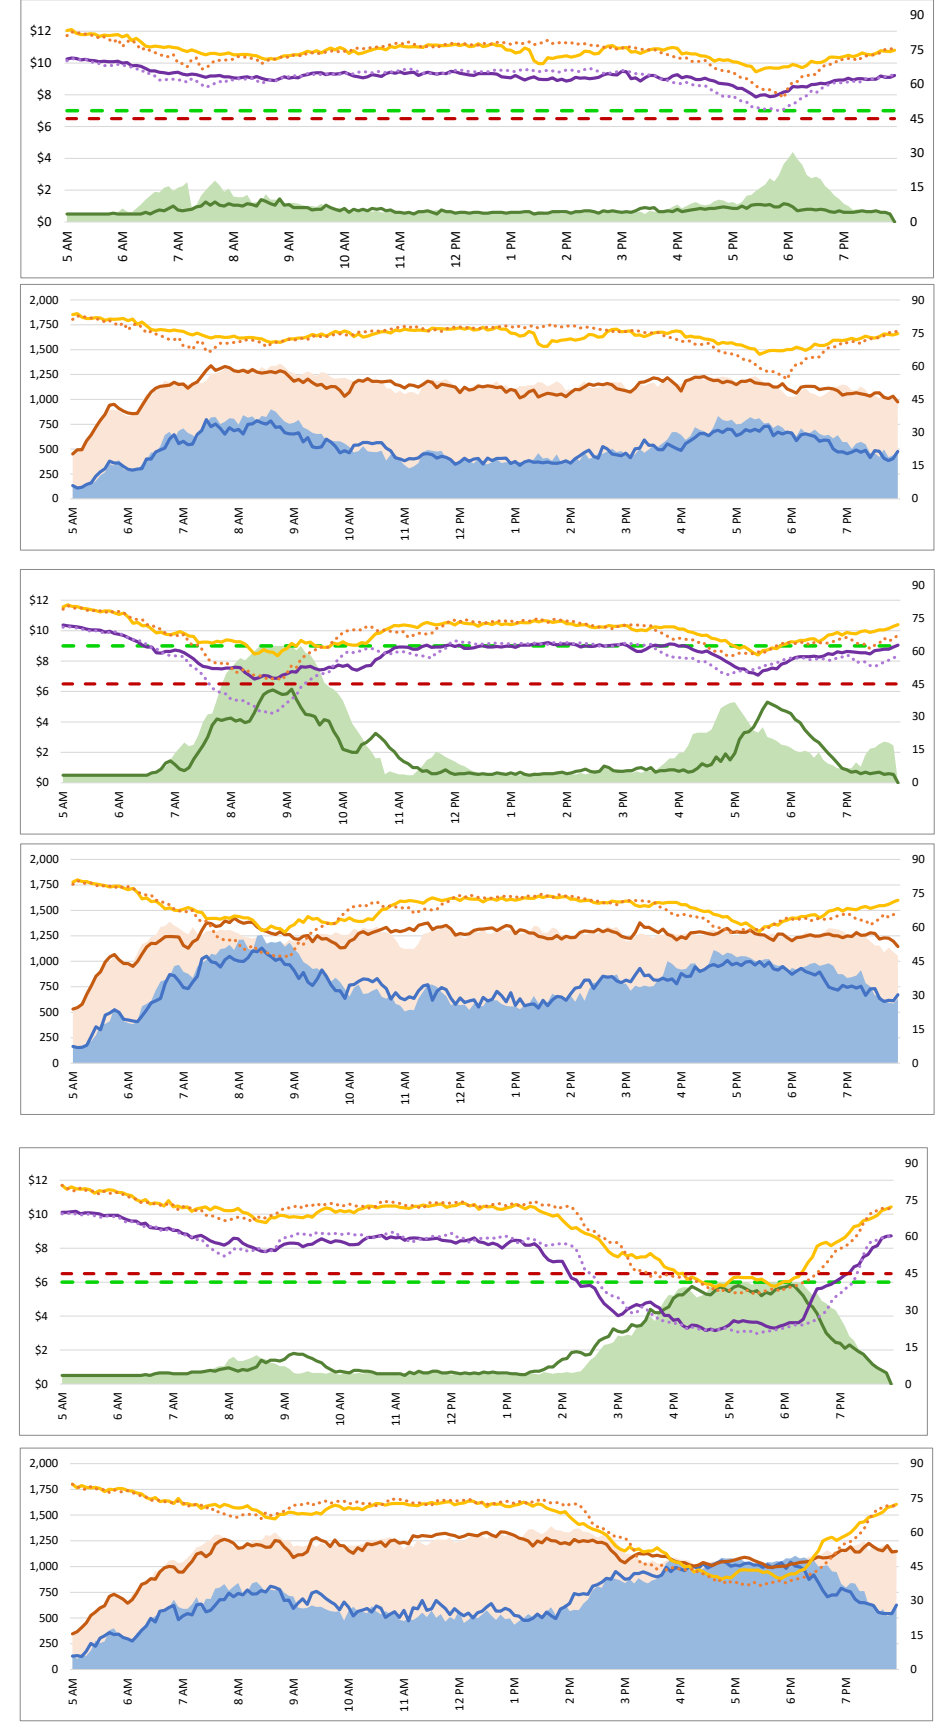 90
$12
75
$10
60
$8
$6
45
$4
30
$2
15
$0
0
5 AM
6 AM
7 AM
8 AM
9 AM
10 AM
11 AM
12 PM
1 PM
2 PM
3 PM
4 PM
5 PM
6 PM
7 PM
2,000
90
1,750
75
1,500
60
1,250
1,000
45
750
30
500
250
15
0
0
5 AM
6 AM
7 AM
8 AM
9 AM
10 AM
11 AM
12 PM
1 PM
2 PM
3 PM
4 PM
5 PM
6 PM
7 PM
90
$12
75
$10
60
$8
$6
45
$4
30
$2
15
$0
0
5 AM
6 AM
7 AM
8 AM
9 AM
10 AM
11 AM
12 PM
1 PM
2 PM
3 PM
4 PM
5 PM
6 PM
7 PM
2,000
90
1,750
75
1,500
60
1,250
1,000
45
750
30
500
250
15
0
0
5 AM
6 AM
7 AM
8 AM
9 AM
10 AM
11 AM
12 PM
1 PM
2 PM
3 PM
4 PM
5 PM
6 PM
7 PM
90
$12
75
$10
60
$8
$6
45
$4
30
$2
15
$0
0
5 AM
6 AM
7 AM
8 AM
9 AM
10 AM
11 AM
12 PM
1 PM
2 PM
3 PM
4 PM
5 PM
6 PM
7 PM
2,000
90
1,750
75
1,500
60
1,250
1,000
45
750
30
500
250
15
0
0
5 AM
6 AM
7 AM
8 AM
9 AM
10 AM
11 AM
12 PM
1 PM
2 PM
3 PM
4 PM
5 PM
6 PM
7 PM